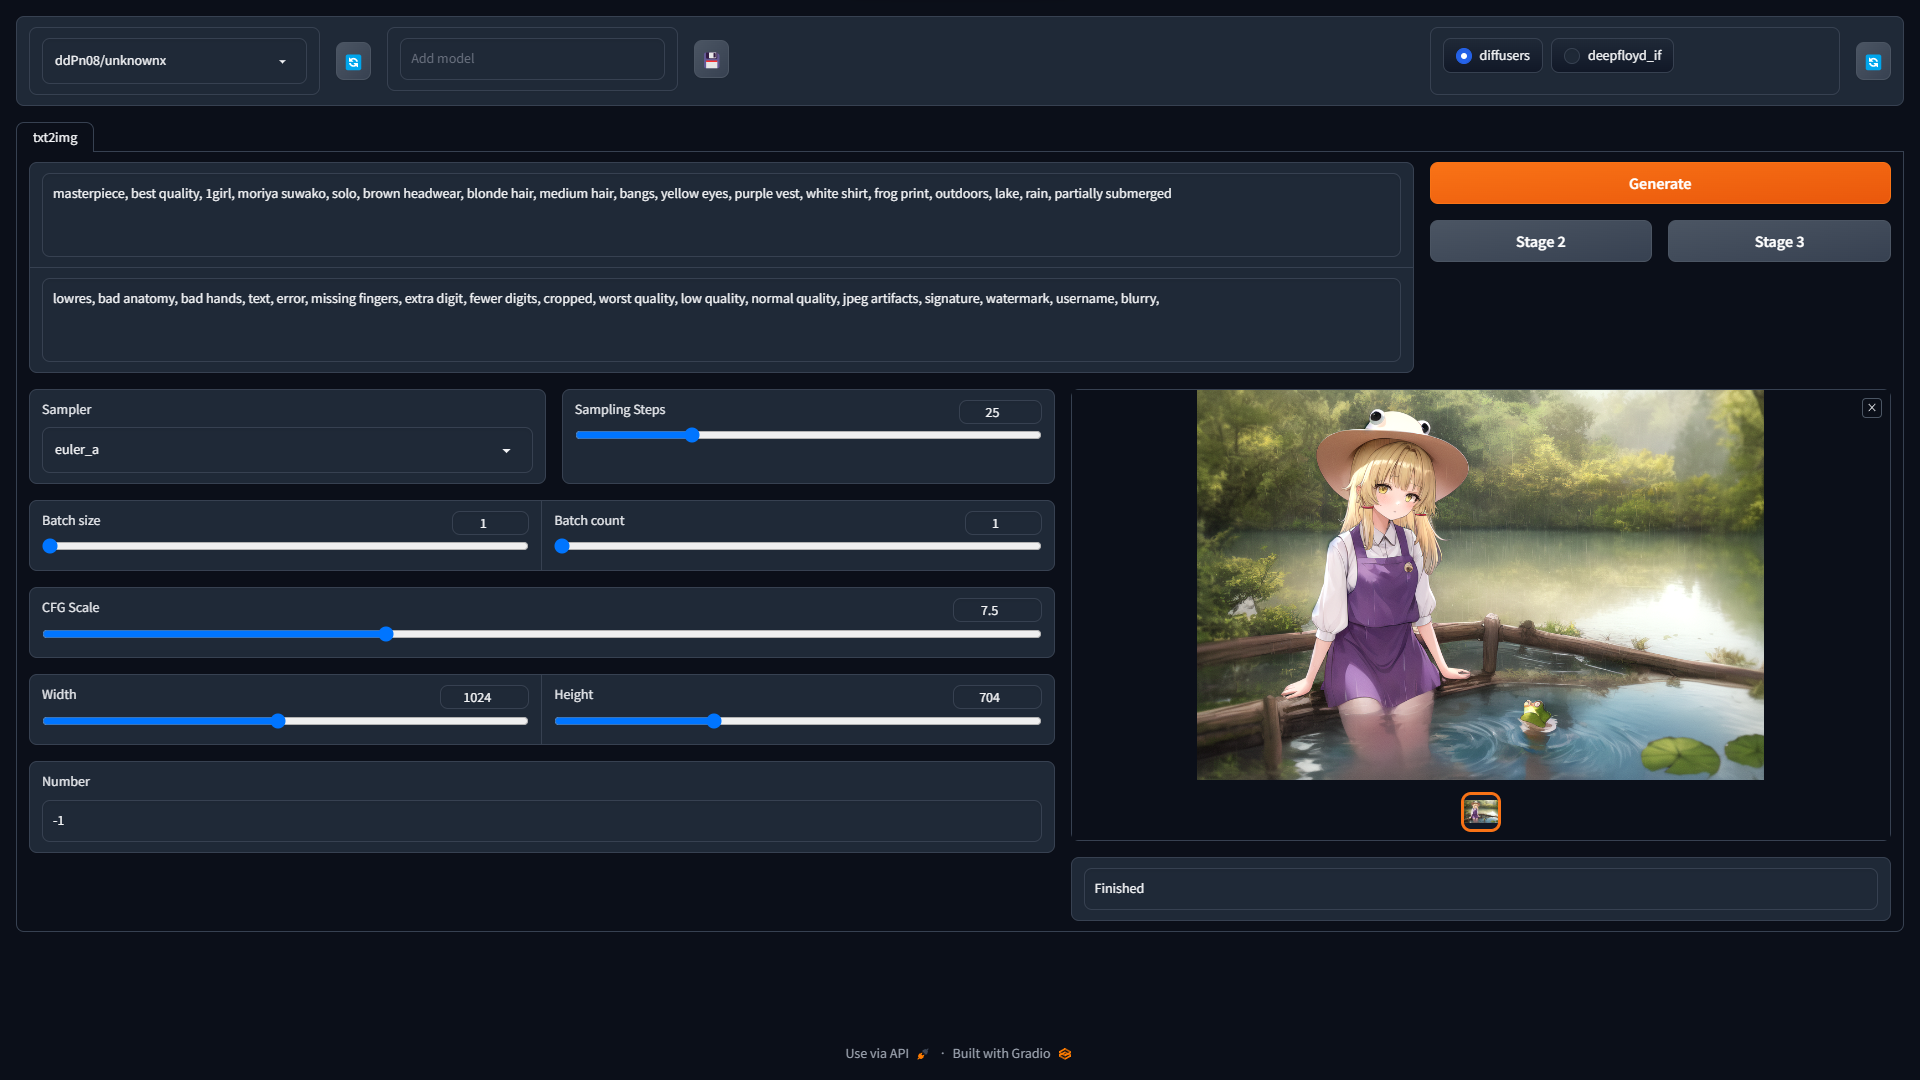 ddPn08/unknownx
Add model
diffusers
deepfloyd_if
txt2img
masterpiece, best quality, 1girl, moriya suwako, solo, brown headwear, blonde hair, medium hair, bangs, yellow eyes, purple vest, white shirt, frog print, outdoors, lake, rain, partially submerged
Generate
Stage 2
Stage 3
lowres, bad anatomy, bad hands, text, error, missing fingers, extra digit, fewer digits, cropped, worst quality, low quality, normal quality, jpeg artifacts, signature, watermark, username, blurry,
Sampler
euler_a
Sampling Steps
25
Batch size
1
Batch count
1
CFG Scale
7.5
Width
1024
Height
704
Number
-1
Finished
Use via API · Built with Gradio